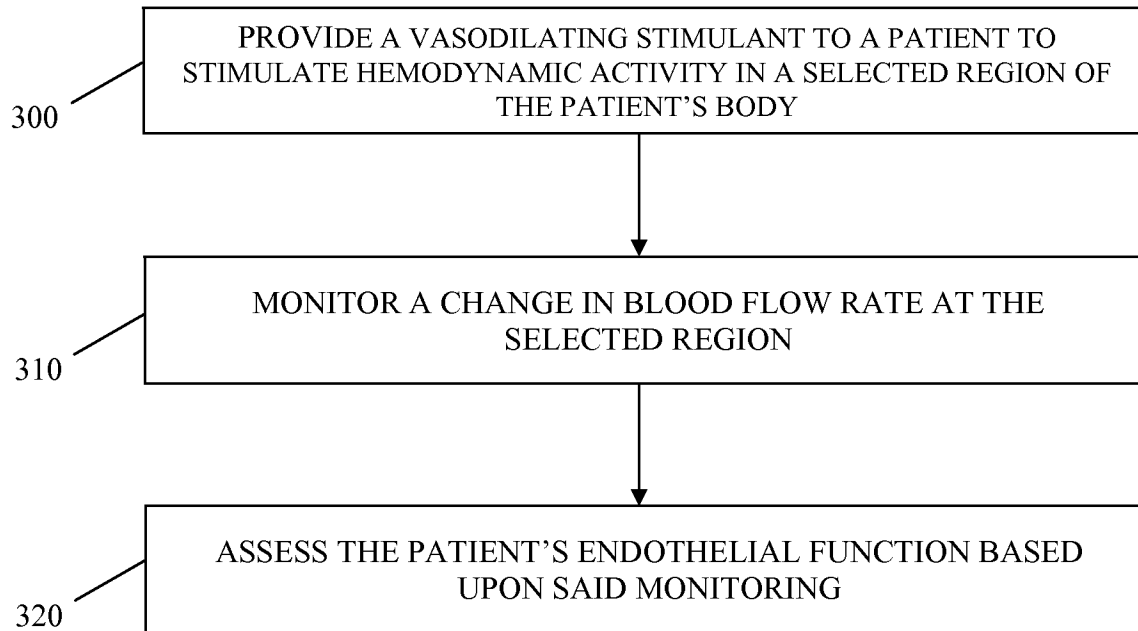 PROVIDE A VASODILATING STIMULANT TO A PATIENT TO
STIMULATE HEMODYNAMIC ACTIVITY IN A SELECTED REGION OF
THE PATIENT'S BODY
300
MONITOR A CHANGE IN BLOOD FLOW RATE AT THE
SELECTED REGION
310
ASSESS THE PATIENT'S ENDOTHELIAL FUNCTION BASED
UPON SAID MONITORING
320